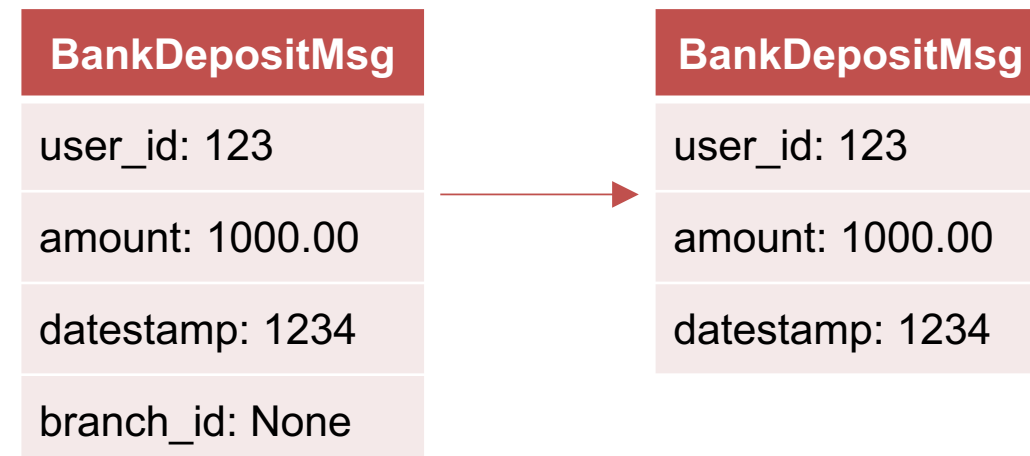 BankDepositMsg
user_id: 123
amount: 1000.00
datestamp: 1234
branch_id: None
BankDepositMsg
user_id: 123
amount: 1000.00
datestamp: 1234